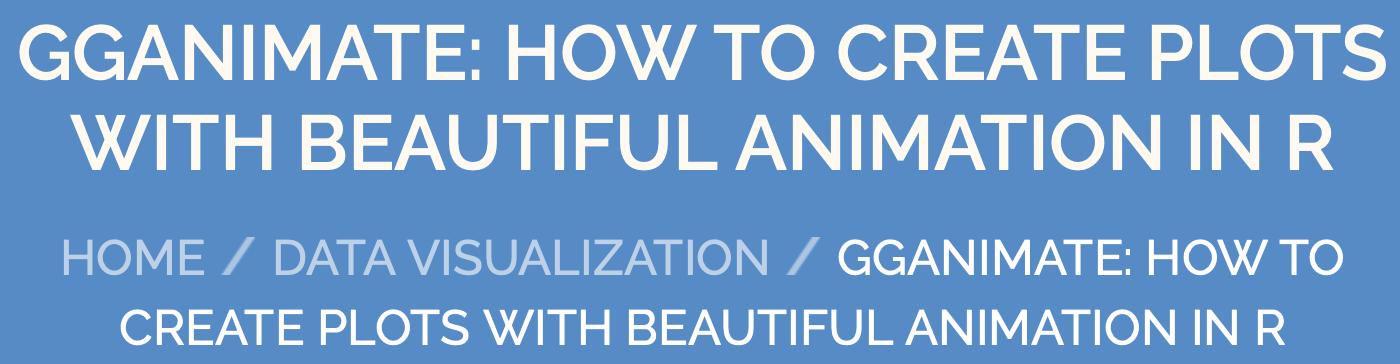 GGANIMATE: HOW TO CREATE PLOTS
WITH BEAUTIFUL ANIMATION IN R
HOME / DATA VISUALIZATION / GGANIMATE: HOW TO
CREATE PLOTS WITH BEAUTIFUL ANIMATION IN R